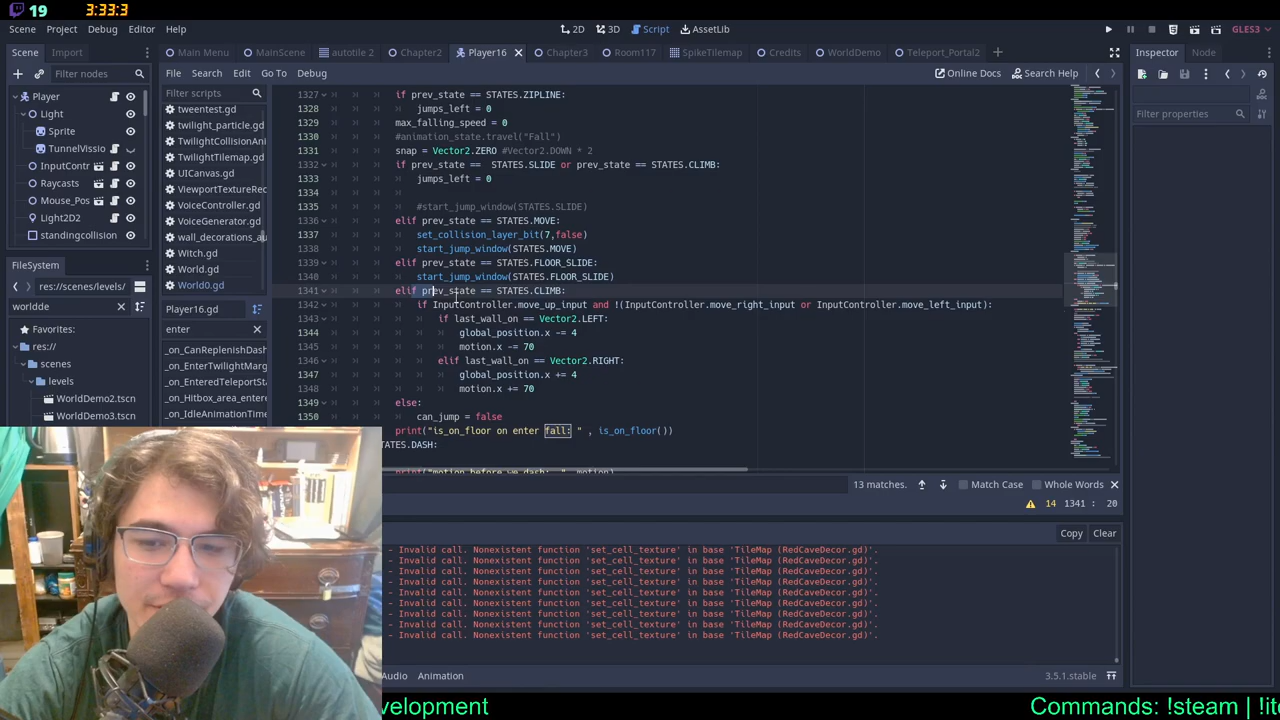 19 3:33:3
Scene Project Debug Editor Help 2D 3D Script AssetLib GLES3
Scene Import Main Menu MainScene autotile 2 Chapter2 Player16 Chapter3 Room117 SpikeTilemap Credits WorldDemo Teleport_Portal2 Inspector Node
Filter nodes File Search Edit Go To Debug Online Docs Search Help
Player
Light
Sprite
TunnelVissio
InputContr
Raycasts
Mouse_Pos
Light2D2
standingcollision
FileSystem
res://scenes/levels/
worldde
Favorites:
res://
scenes
levels
WorldDemo2.tscn
WorldDemo3.tscn
Filter scripts
tweentest.gd
twilight_particle.gd
TwilightCollisionAni
TwilightTilemap.gd
ViewportTextureRec
VoiceController.gd
VoiceGenerator.gd
wall_decorations_au
Witch.gd
World.gd
Player16.gd
enter
_on_CanReplenishDash
_on_EnterTwilightMarg
_on_EnterTeleportSta
_on_Hitbox_area_entere
_on_IdleAnimationTime
1327 if prev_state == STATES.ZIPLINE:
1328 jumps_left = 0
1329 max_falling_speed = 0
1330 #animation_state.travel("Fall")
1331 snap = Vector2.ZERO #Vector2.DOWN * 2
1332 if prev_state == STATES.SLIDE or prev_state == STATES.CLIMB:
1333 jumps_left = 0
1334
1335 #start_jump_window(STATES.SLIDE)
1336 elif prev_state == STATES.MOVE:
1337 set_collision_layer_bit(7,false)
1338 start_jump_window(STATES.MOVE)
1339 elif prev_state == STATES.FLOOR_SLIDE:
1340 start_jump_window(STATES.FLOOR_SLIDE)
1341 if prev_state == STATES.CLIMB:
1342 if InputController.move_up_input and !(InputController.move_right_input or InputController.move_left_input):
1343 if last_wall_on == Vector2.LEFT:
1344 global_position.x -= 4
1345 motion.x -= 70
1346 elif last_wall_on == Vector2.RIGHT:
1347 global_position.x += 4
1348 motion.x += 70
1349 else:
1350 can_jump = false
print("is_on_floor on enter fall: " , is_on_floor())
STATES.DASH:
print("motion before we dash: ", motion)
Filter properties
13 matches. Match Case Whole Words
14 1341 : 20
Copy Clear
- Invalid call. Nonexistent function 'set_cell_texture' in base 'TileMap (RedCaveDecor.gd)'.
- Invalid call. Nonexistent function 'set_cell_texture' in base 'TileMap (RedCaveDecor.gd)'.
- Invalid call. Nonexistent function 'set_cell_texture' in base 'TileMap (RedCaveDecor.gd)'.
- Invalid call. Nonexistent function 'set_cell_texture' in base 'TileMap (RedCaveDecor.gd)'.
- Invalid call. Nonexistent function 'set_cell_texture' in base 'TileMap (RedCaveDecor.gd)'.
- Invalid call. Nonexistent function 'set_cell_texture' in base 'TileMap (RedCaveDecor.gd)'.
- Invalid call. Nonexistent function 'set_cell_texture' in base 'TileMap (RedCaveDecor.gd)'.
- Invalid call. Nonexistent function 'set_cell_texture' in base 'TileMap (RedCaveDecor.gd)'.
- Invalid call. Nonexistent function 'set_cell_texture' in base 'TileMap (RedCaveDecor.gd)'.
Audio Animation 3.5.1.stable
velopment Commands: !steam | !it